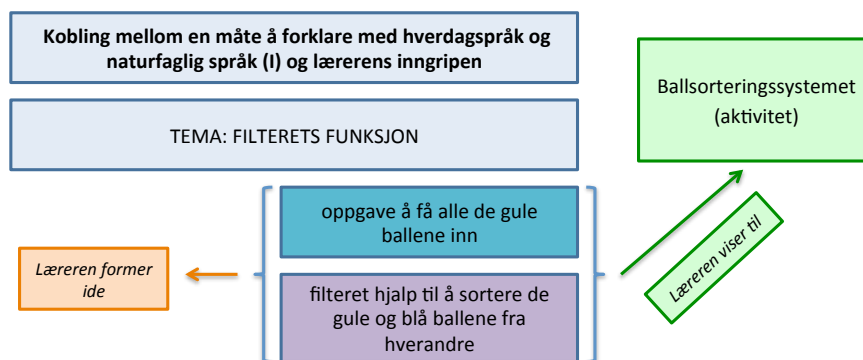 Kobling mellom en måte å forklare med hverdagspråk og
naturfaglig språk (I) og lærerens inngripen
Ballsorteringssystemet
(aktivitet)
TEMA: FILTERETS FUNKSJON
oppgave å få alle de gule
ballene inn
Læreren former
ide
Læreren viser til
filteret hjalp til å sortere de
gule og blå ballene fra
hverandre